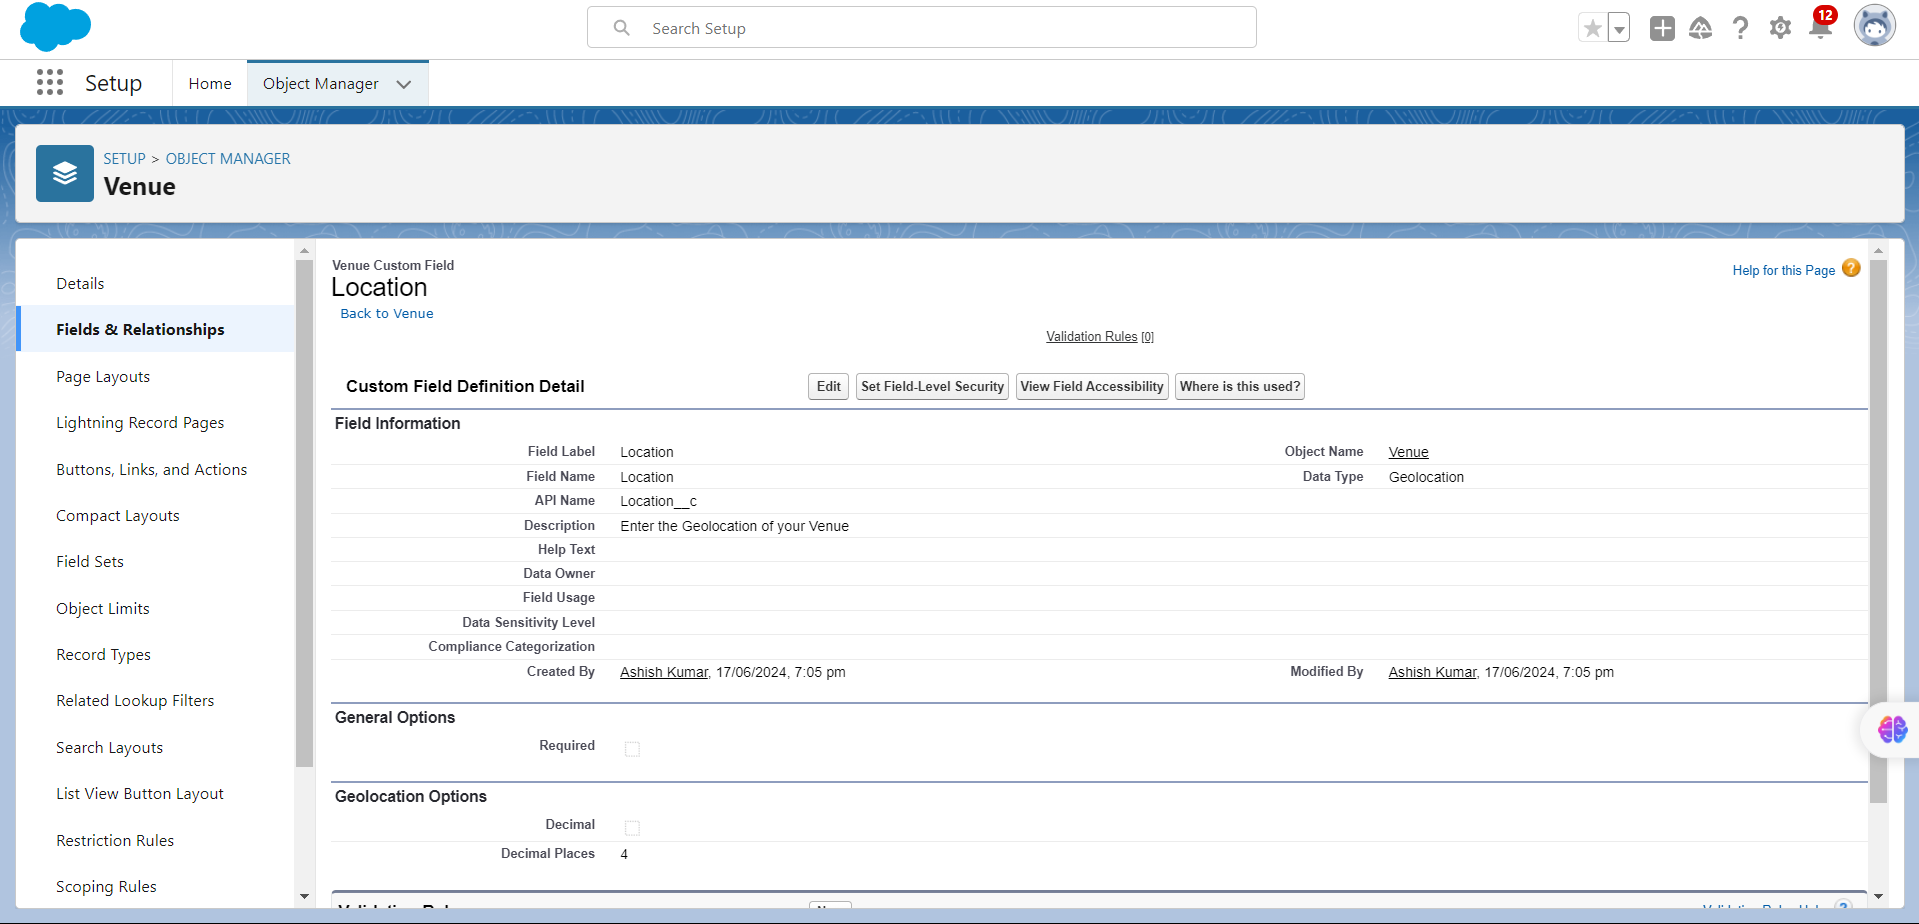 Search Setup
12
Setup
Home
Object Manager
SETUP > OBJECT MANAGER
Venue
Details
Fields & Relationships
Page Layouts
Lightning Record Pages
Buttons, Links, and Actions
Compact Layouts
Field Sets
Object Limits
Record Types
Related Lookup Filters
Search Layouts
List View Button Layout
Restriction Rules
Scoping Rules
Venue Custom Field
Location
Back to Venue
Help for this Page ?
Validation Rules [0]
Custom Field Definition Detail
Edit
Set Field-Level Security
View Field Accessibility
Where is this used?
Field Information
Field Label Location
Object Name Venue
Field Name Location
Data Type Geolocation
API Name Location__c
Description Enter the Geolocation of your Venue
Help Text
Data Owner
Field Usage
Data Sensitivity Level
Compliance Categorization
Created By Ashish Kumar, 17/06/2024, 7:05 pm
Modified By Ashish Kumar, 17/06/2024, 7:05 pm
General Options
Required
Geolocation Options
Decimal
Decimal Places 4